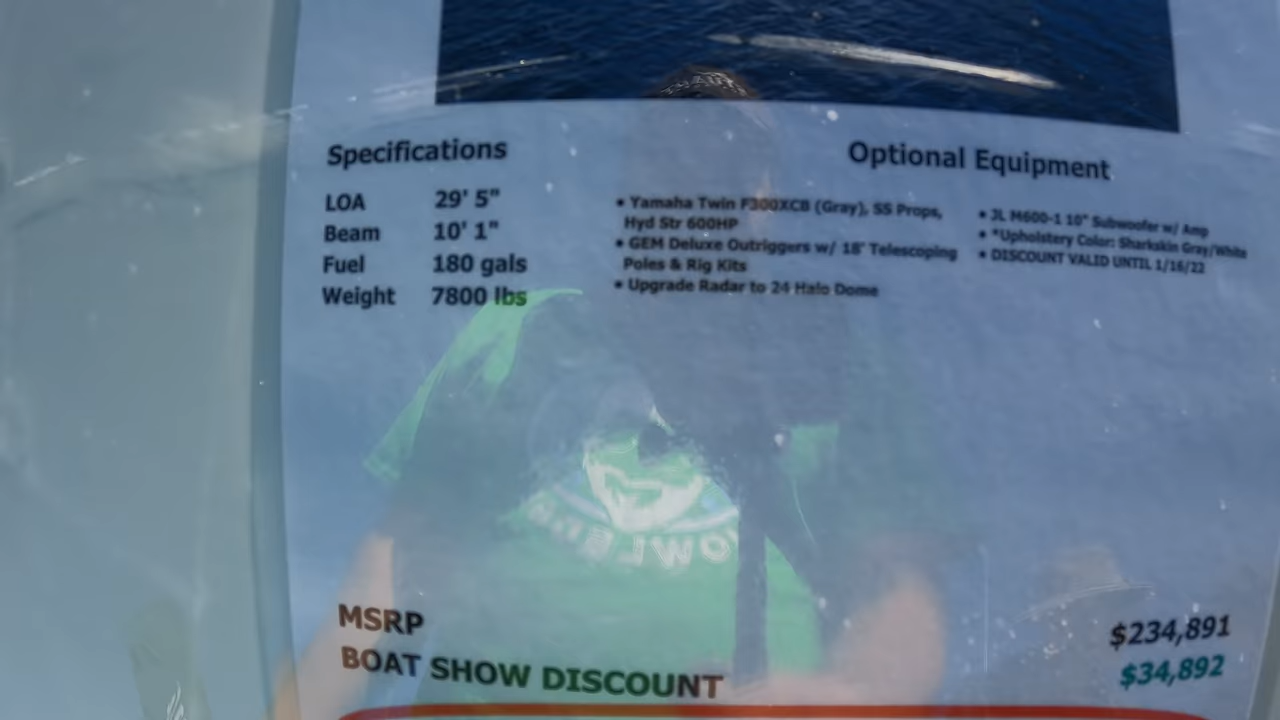 Specifications
LOA 29' 5"
Beam 10' 1"
Fuel 180 gals
Weight 7800 lbs
Optional Equipment
• Yamaha Twin F300XCB (Gray), SS Props,
Hyd Str 600HP
• GEM Deluxe Outriggers w/ 18' Telescoping
Poles & Rig Kits
• Upgrade Radar to 24 Halo Dome
• JL M600-1 10" Subwoofer w/ Amp
• *Upholstery Color: Sharkskin Gray/White
• DISCOUNT VALID UNTIL 1/16/22
MSRP $234,891
BOAT SHOW DISCOUNT $34,892